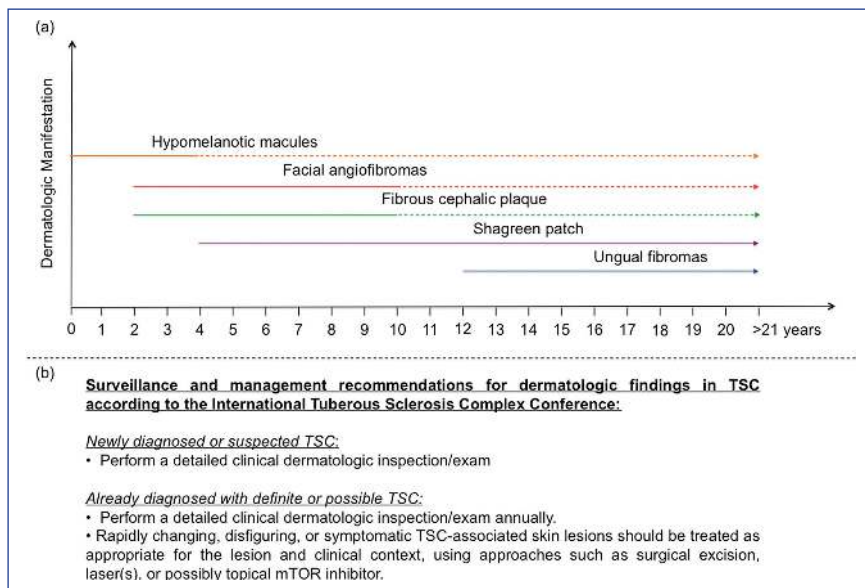 (a)
Dermatologic Manifestation
Hypomelanotic macules
Facial angiofibromas
Fibrous cephalic plaque
Shagreen patch
Ungual fibromas
0 1 2 3 4 5 6 7 8 9 10 11 12 13 14 15 16 17 18 19 20 >21 years
(b)
Surveillance and management recommendations for dermatologic findings in TSC
according to the International Tuberous Sclerosis Complex Conference:
Newly diagnosed or suspected TSC:
• Perform a detailed clinical dermatologic inspection/exam
Already diagnosed with definite or possible TSC:
• Perform a detailed clinical dermatologic inspection/exam annually.
• Rapidly changing, disfiguring, or symptomatic TSC-associated skin lesions should be treated as
appropriate for the lesion and clinical context, using approaches such as surgical excision,
laser(s), or possibly topical mTOR inhibitor.